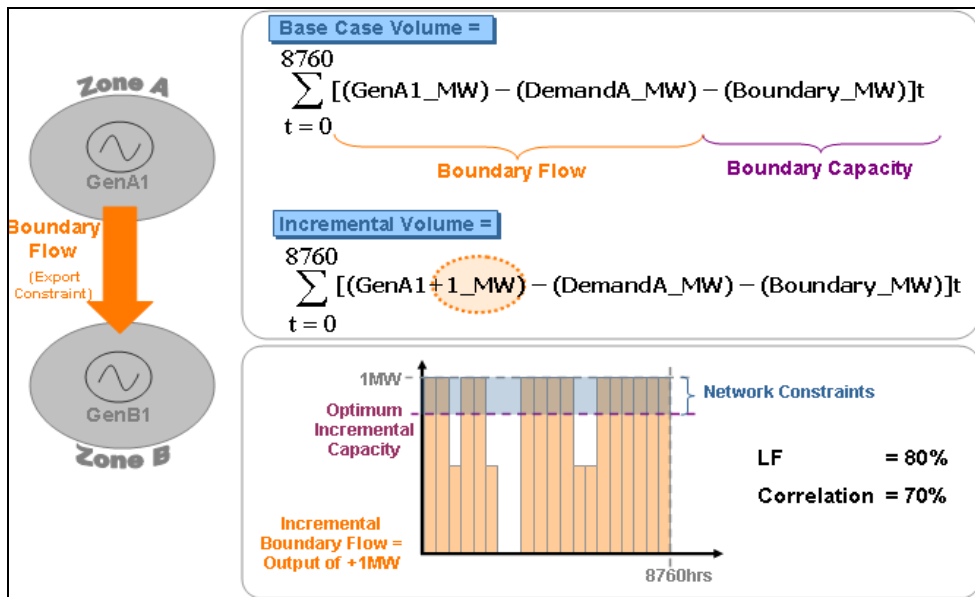 Zone A
GenA1
Boundary
Flow
(Export
Constraint)
GenB1
Zone B
Base Case Volume =
8760
∑ [(GenA1_MW) – (DemandA_MW) – (Boundary_MW)]t
t = 0
Boundary Flow
Boundary Capacity
Incremental Volume =
8760
∑ [(GenA1+1_MW) – (DemandA_MW) – (Boundary_MW)]t
t = 0
1MW
Optimum
Incremental
Capacity
Network Constraints
LF = 80%
Correlation = 70%
Incremental
Boundary Flow =
Output of +1MW
8760hrs